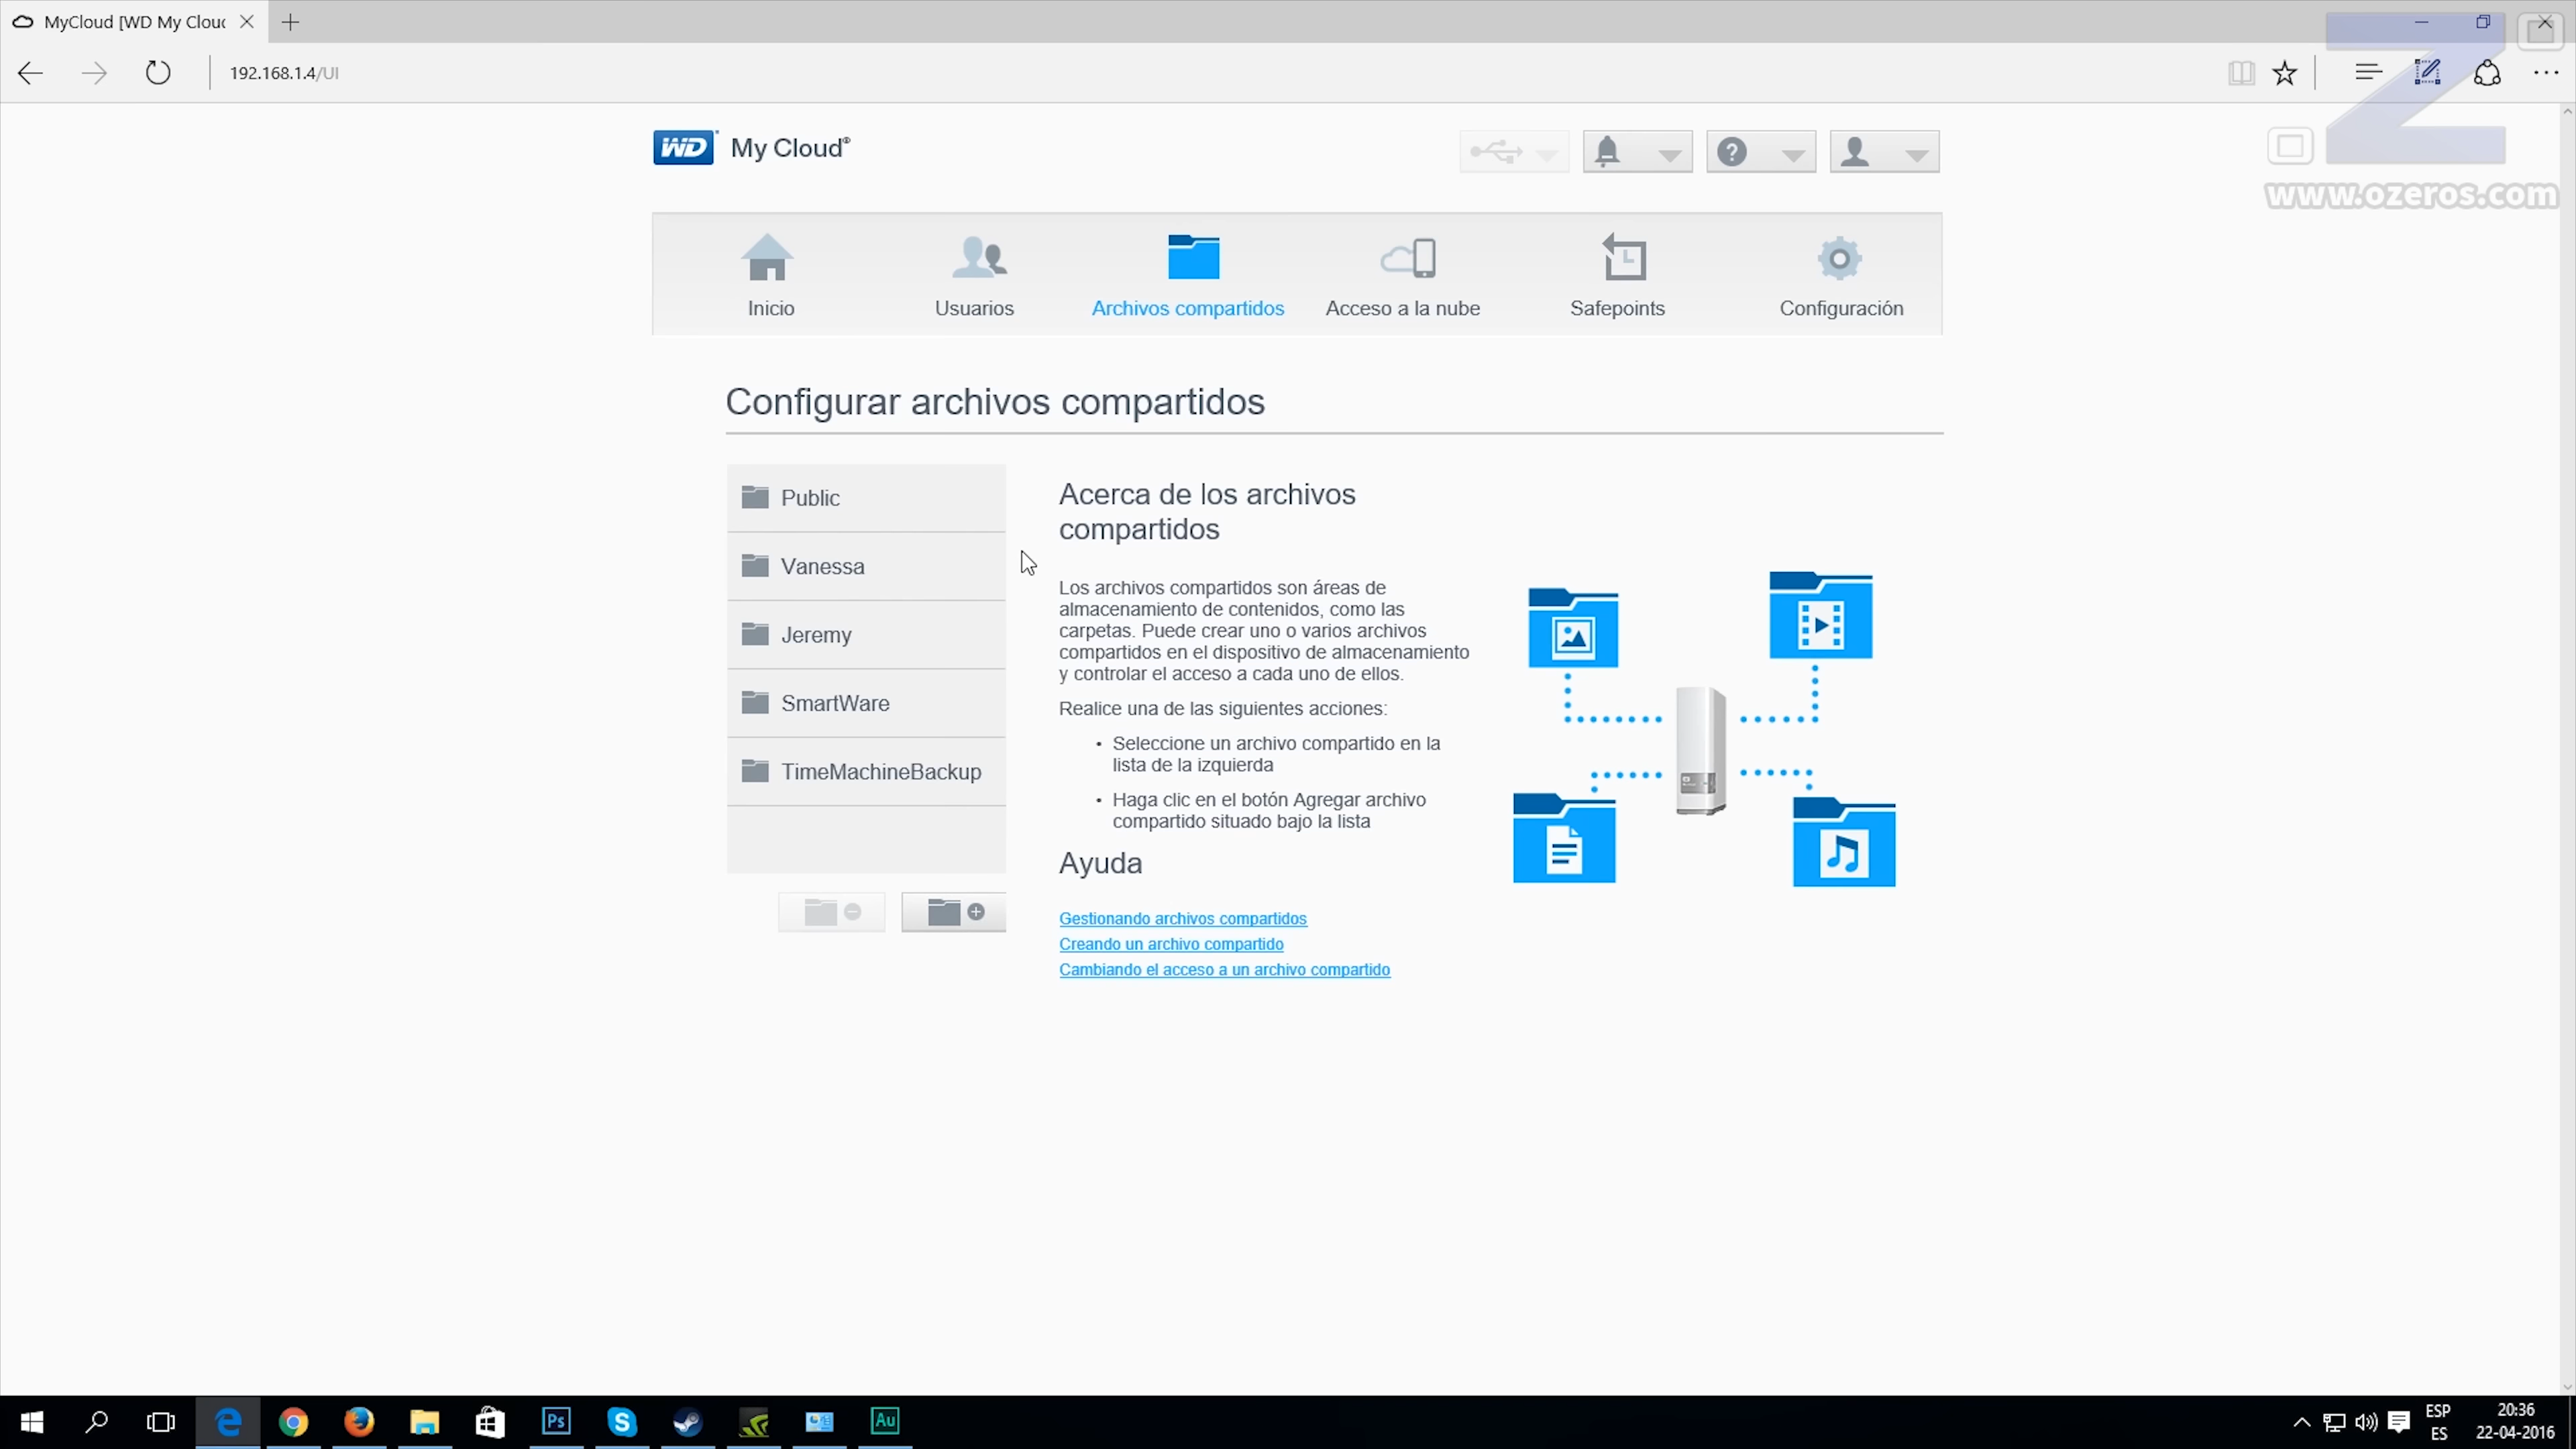 MyCloud [WD My Clou
192.168.1.4/UI
www.ozeros.com
WD My Cloud®
Inicio
Usuarios
Archivos compartidos
Acceso a la nube
Safepoints
Configuración
Configurar archivos compartidos
Public
Vanessa
Jeremy
SmartWare
TimeMachineBackup
Acerca de los archivos
compartidos
Los archivos compartidos son áreas de
almacenamiento de contenidos, como las
carpetas. Puede crear uno o varios archivos
compartidos en el dispositivo de almacenamiento
y controlar el acceso a cada uno de ellos.
Realice una de las siguientes acciones:
• Seleccione un archivo compartido en la
lista de la izquierda
• Haga clic en el botón Agregar archivo
compartido situado bajo la lista
Ayuda
Gestionando archivos compartidos
Creando un archivo compartido
Cambiando el acceso a un archivo compartido
Ps
Au
ESP
ES
20:36
22-04-2016